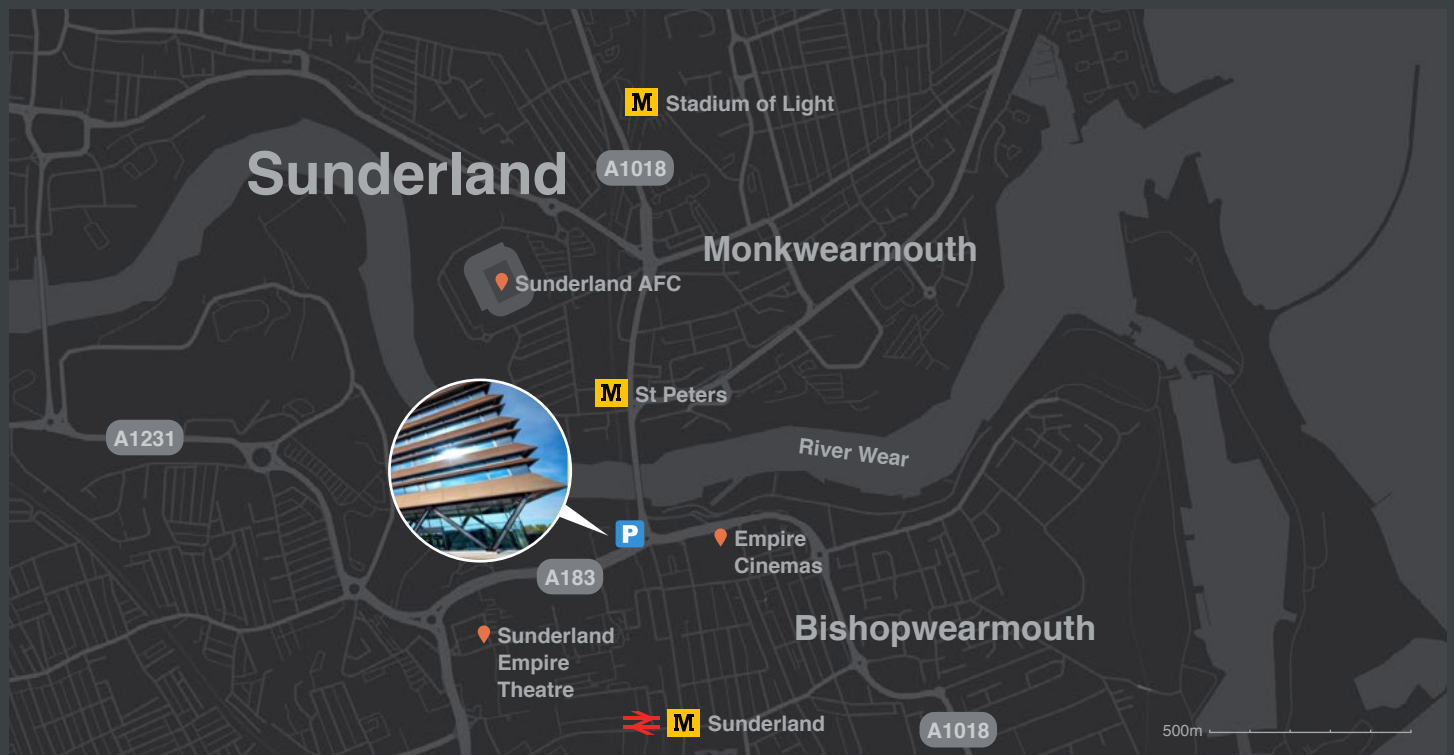 M Stadium of Light
Sunderland
A1018
Monkwearmouth
Sunderland AFC
M St Peters
A1231
River Wear
P
Empire
Cinemas
A183
Bishopwearmouth
Sunderland
Empire
Theatre
M Sunderland
A1018
500m